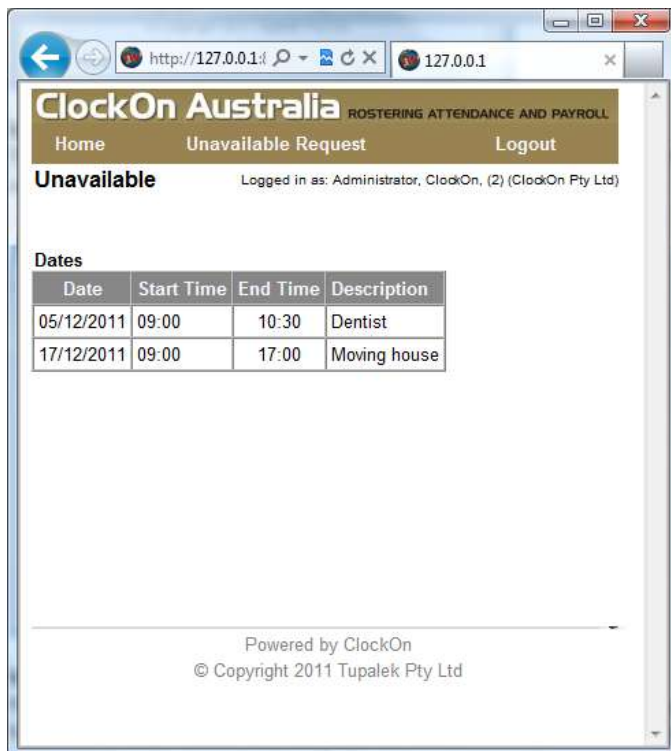 http://127.0.0.1:
127.0.0.1
ClockOn Australia ROSTERING ATTENDANCE AND PAYROLL
Home Unavailable Request Logout
Unavailable Logged in as: Administrator, ClockOn, (2) (ClockOn Pty Ltd)
Dates
Date Start Time End Time Description
05/12/2011 09:00 10:30 Dentist
17/12/2011 09:00 17:00 Moving house
Powered by ClockOn
© Copyright 2011 Tupalek Pty Ltd